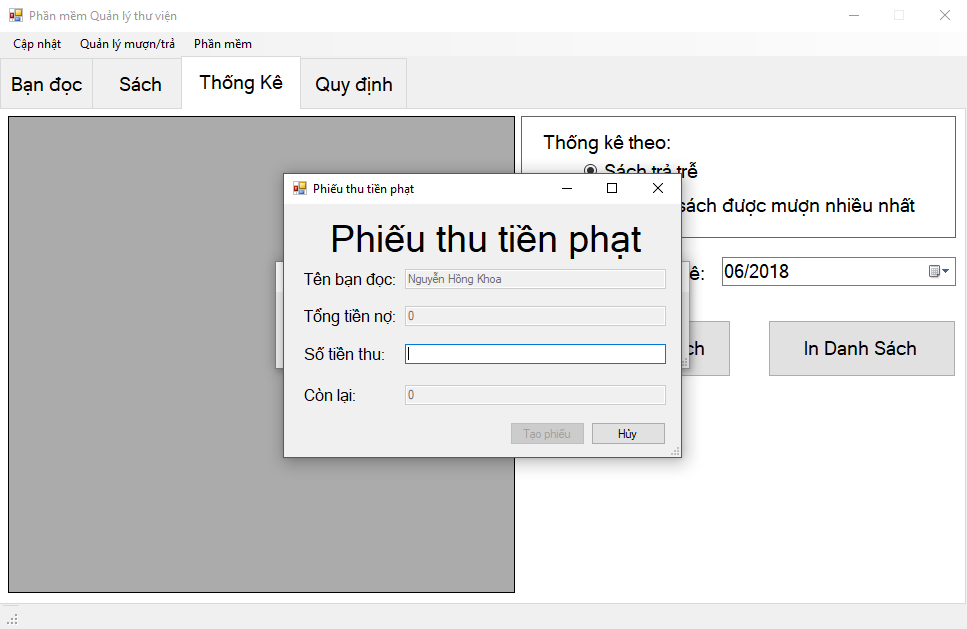 Phần mềm Quản lý thư viện
Cập nhật Quản lý mượn/trả Phần mềm
Bạn đọc Sách Thống Kê Quy định
Thống kê theo:
Sách trả trễ
sách được mượn nhiều nhất
ê: 06/2018
ch In Danh Sách
Phiếu thu tiền phạt
Phiếu thu tiền phạt
Tên bạn đọc: Nguyễn Hồng Khoa
Tổng tiền nợ: 0
Số tiền thu:
Còn lại: 0
Tạo phiếu Hủy